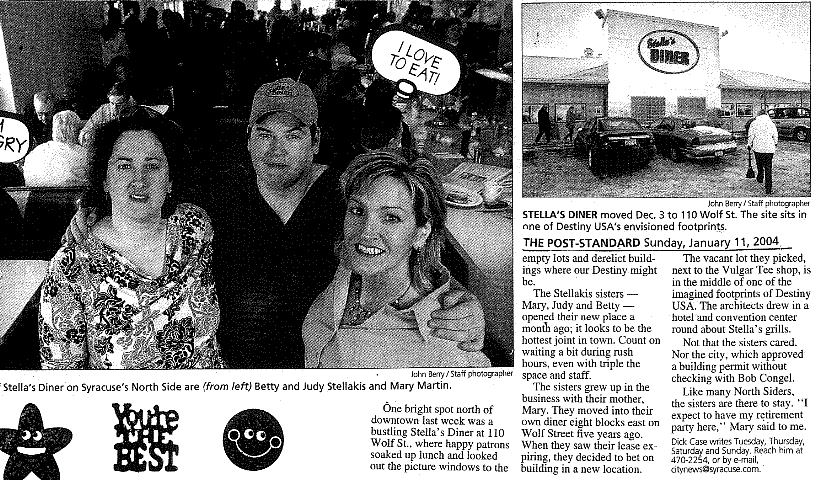 I LOVE
TO EAT!
GRY
Stella's
DINER
John Berry / Staff photographer
Stella's Diner on Syracuse's North Side are (from left) Betty and Judy Stellakis and Mary Martin.
You're
THE
BEST
One bright spot north of
downtown last week was a
bustling Stella's Diner at 110
Wolf St., where happy patrons
soaked up lunch and looked
out the picture windows to the
John Berry / Staff photographer
STELLA'S DINER moved Dec. 3 to 110 Wolf St. The site sits in
one of Destiny USA's envisioned footprints.
THE POST-STANDARD Sunday, January 11, 2004
empty lots and derelict build-
ings where our Destiny might
be.
The Stellakis sisters —
Mary, Judy and Betty —
opened their new place a
month ago; it looks to be the
hottest joint in town. Count on
waiting a bit during rush
hours, even with triple the
space and staff.
The sisters grew up in the
business with their mother,
Mary. They moved into their
own diner eight blocks east on
Wolf Street five years ago.
When they saw their lease ex-
piring, they decided to bet on
building in a new location.
The vacant lot they picked,
next to the Vulgar Tee shop, is
in the middle of one of the
imagined footprints of Destiny
USA. The architects drew in a
hotel and convention center
round about Stella's grills.
Not that the sisters cared.
Nor the city, which approved
a building permit without
checking with Bob Congel.
Like many North Siders,
the sisters are there to stay. "I
expect to have my retirement
party here," Mary said to me.
Dick Case writes Tuesday, Thursday,
Saturday and Sunday. Reach him at
470-2254, or by e-mail,
citynews@syracuse.com.